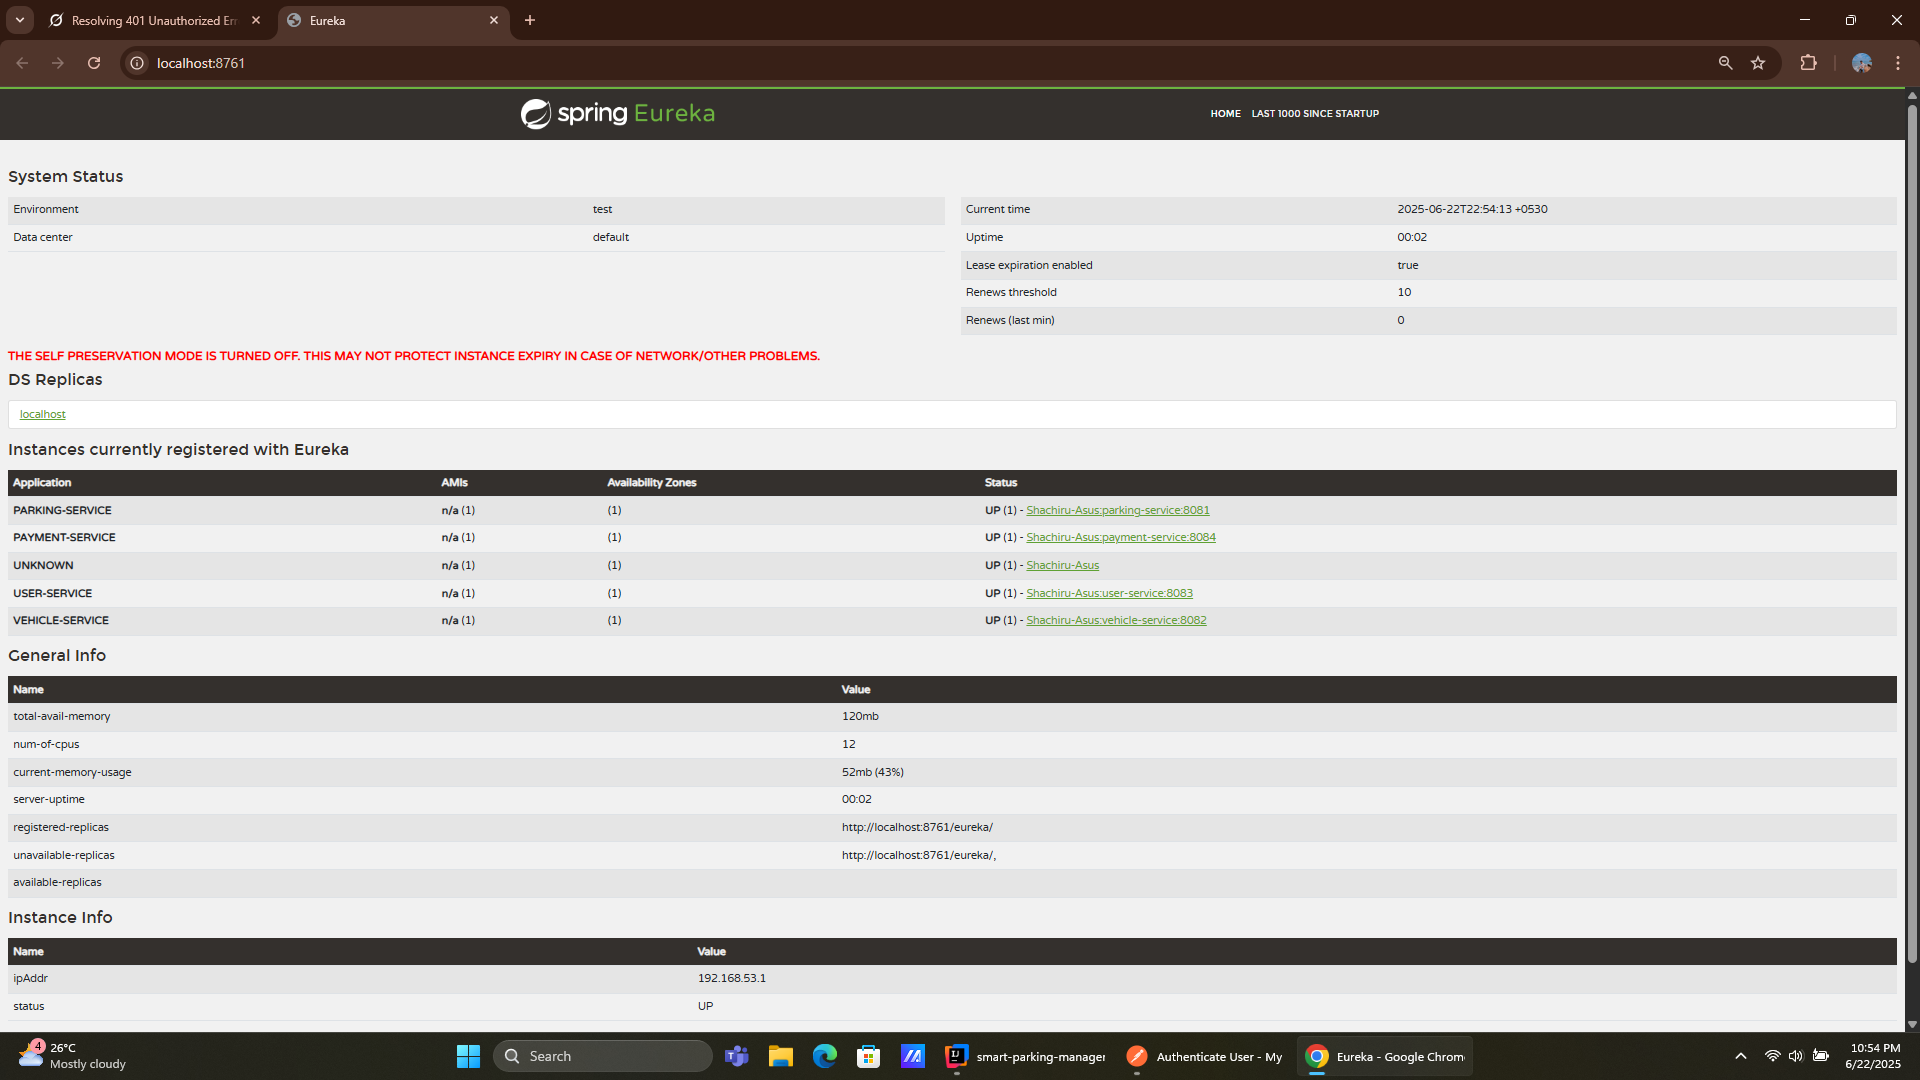 Resolving 401 Unauthorized Er
Eureka
localhost:8761
spring Eureka
HOME LAST 1000 SINCE STARTUP
System Status
Environment test
Data center default
Current time 2025-06-22T22:54:13 +0530
Uptime 00:02
Lease expiration enabled true
Renews threshold 10
Renews (last min) 0
THE SELF PRESERVATION MODE IS TURNED OFF. THIS MAY NOT PROTECT INSTANCE EXPIRY IN CASE OF NETWORK/OTHER PROBLEMS.
DS Replicas
localhost
Instances currently registered with Eureka
Application AMIs Availability Zones Status
PARKING-SERVICE n/a (1) (1) UP (1) - Shachiru-Asus:parking-service:8081
PAYMENT-SERVICE n/a (1) (1) UP (1) - Shachiru-Asus:payment-service:8084
UNKNOWN n/a (1) (1) UP (1) - Shachiru-Asus
USER-SERVICE n/a (1) (1) UP (1) - Shachiru-Asus:user-service:8083
VEHICLE-SERVICE n/a (1) (1) UP (1) - Shachiru-Asus:vehicle-service:8082
General Info
Name Value
total-avail-memory 120mb
num-of-cpus 12
current-memory-usage 52mb (43%)
server-uptime 00:02
registered-replicas http://localhost:8761/eureka/
unavailable-replicas http://localhost:8761/eureka/,
available-replicas
Instance Info
Name Value
ipAddr 192.168.53.1
status UP
4
26°C
Mostly cloudy
Search
smart-parking-manager
Authenticate User - My
Eureka - Google Chrom
10:54 PM
6/22/2025